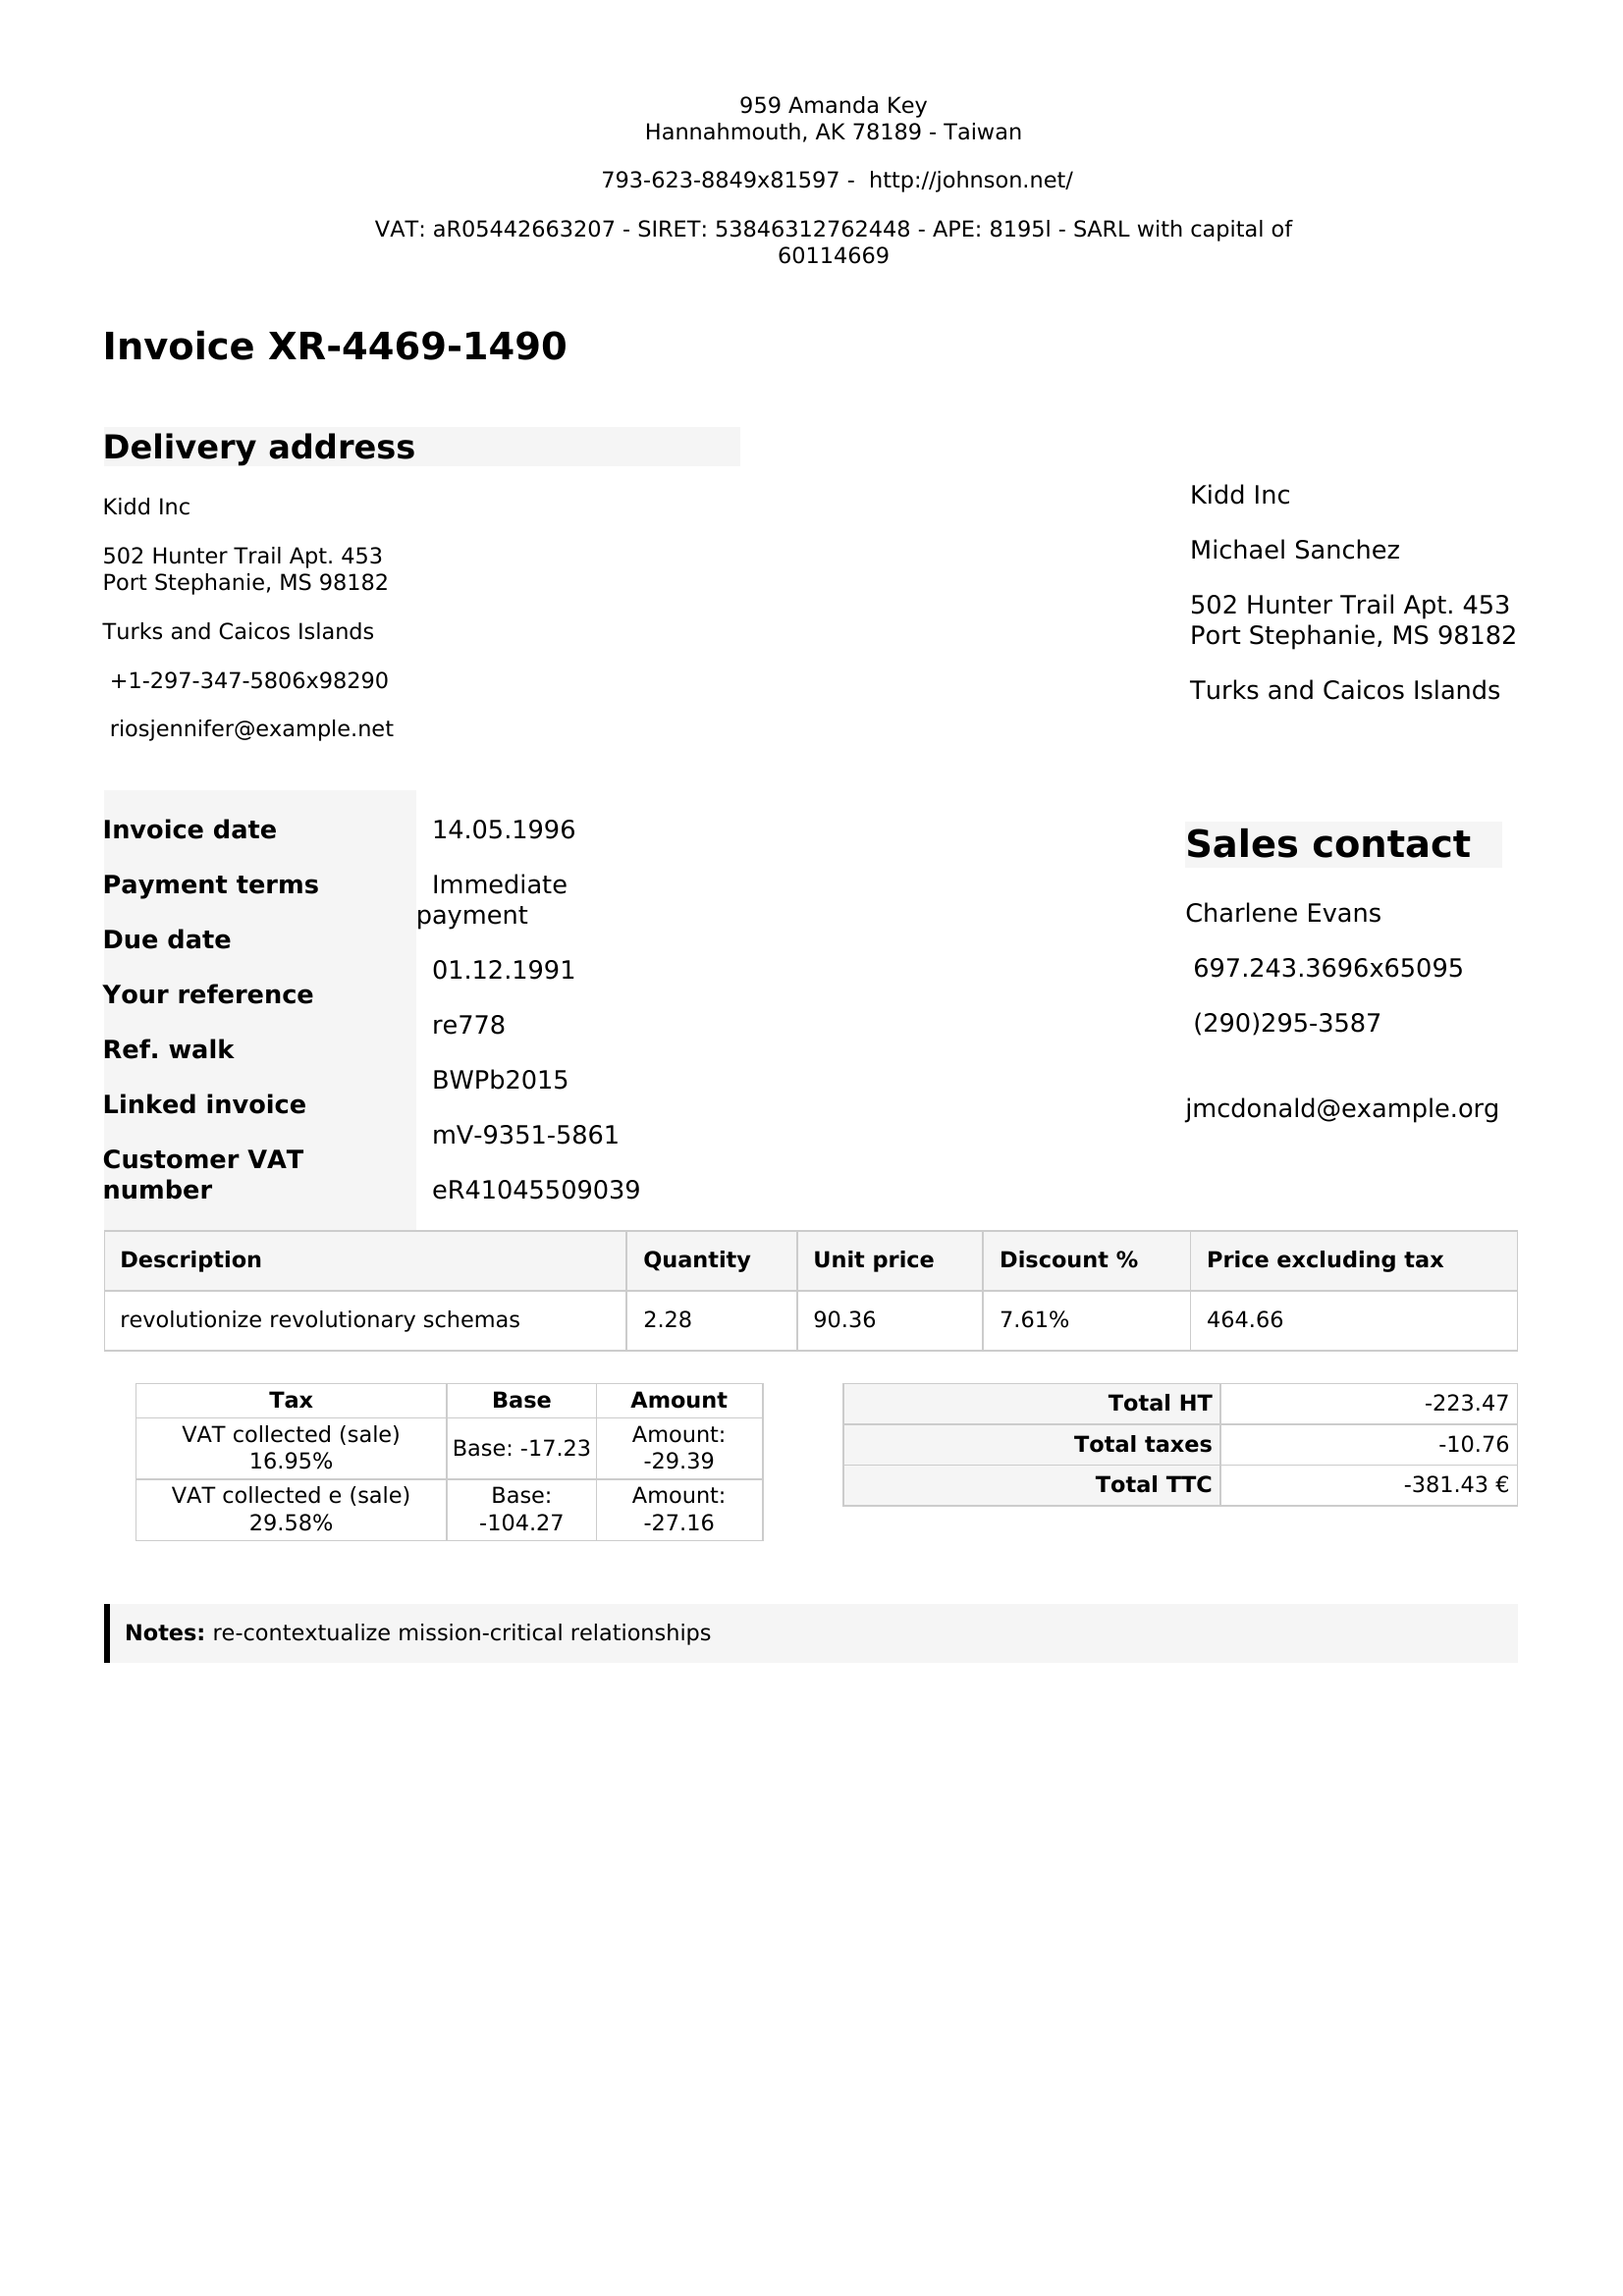 959 Amanda Key
Hannahmouth, AK 78189 - Taiwan
793-623-8849x81597 - http://johnson.net/
VAT: aR05442663207 - SIRET: 53846312762448 - APE: 8195l - SARL with capital of
60114669
Invoice XR-4469-1490
Delivery address
Kidd Inc
502 Hunter Trail Apt. 453
Port Stephanie, MS 98182
Turks and Caicos Islands
+1-297-347-5806x98290
riosjennifer@example.net
Kidd Inc
Michael Sanchez
502 Hunter Trail Apt. 453
Port Stephanie, MS 98182
Turks and Caicos Islands
Invoice date
Payment terms
Due date
Your reference
Ref. walk
Linked invoice
Customer VAT
number
14.05.1996
Immediate
payment
01.12.1991
re778
BWPb2015
mV-9351-5861
eR41045509039
Sales contact
Charlene Evans
697.243.3696x65095
(290)295-3587
jmcdonald@example.org
Description Quantity Unit price Discount % Price excluding tax
revolutionize revolutionary schemas 2.28 90.36 7.61% 464.66
Tax Base Amount
VAT collected (sale)
16.95%
Base: -17.23
Amount:
-29.39
VAT collected e (sale)
29.58%
Base:
-104.27
Amount:
-27.16
Total HT -223.47
Total taxes -10.76
Total TTC -381.43 €
Notes: re-contextualize mission-critical relationships